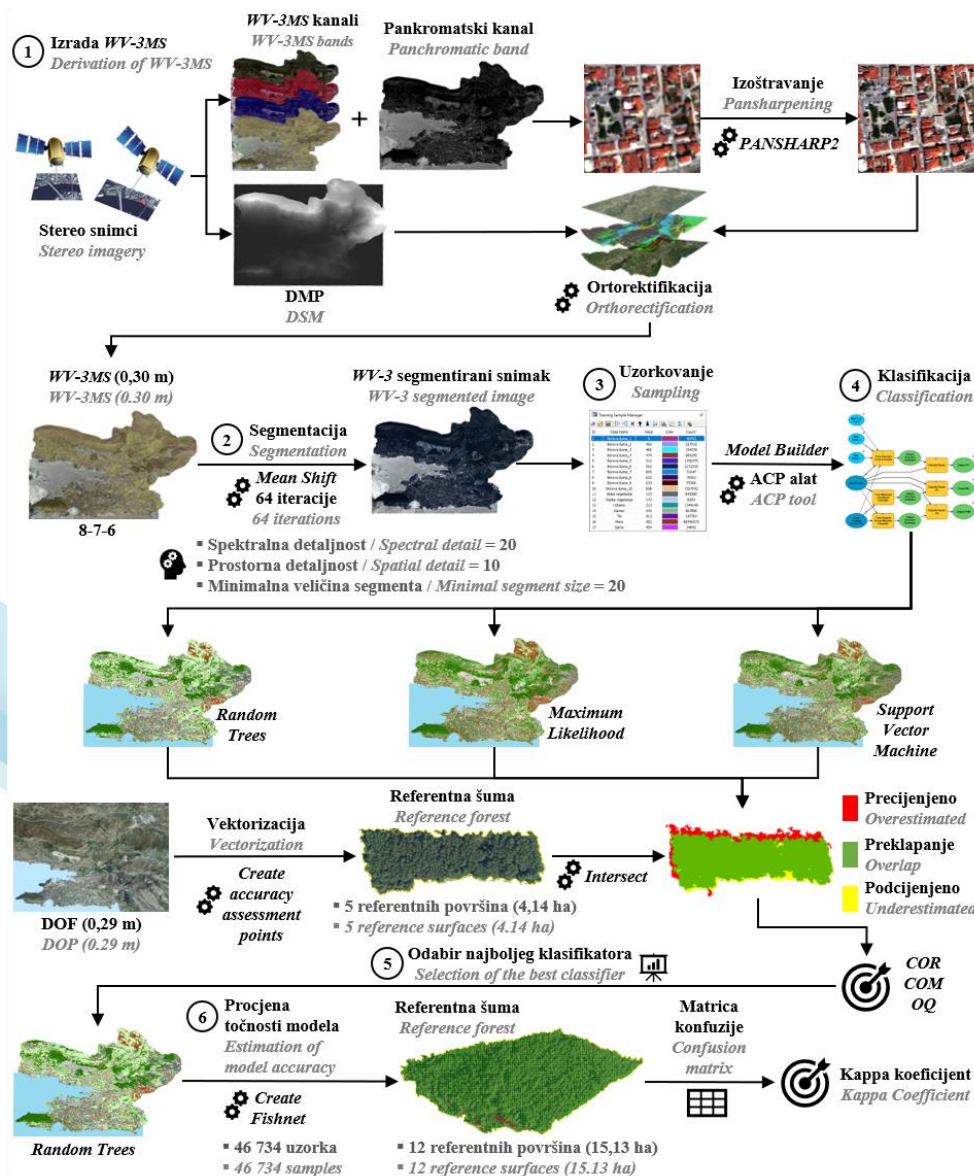 1
Izrada WV-3MS
Derivation of WV-3MS
WV-3MS kanali
WV-3MS bands
Pankromatski kanal
Panchromatic band
+
Izoštravanje
Pansharpening
PANSHARP2
Stereo snimci
Stereo imagery
DMP
DSM
Ortorektifikacija
Orthorectification
WV-3MS (0,30 m)
WV-3MS (0.30 m)
8-7-6
2
Segmentacija
Segmentation
Mean Shift
64 iteracije
64 iterations
WV-3 segmentirani snimak
WV-3 segmented image
3
Uzorkovanje
Sampling
Training Sample Manager
Model Builder
ACP alat
ACP tool
4
Klasifikacija
Classification
▪ Spektralna detaljnost / Spectral detail = 20
▪ Prostorna detaljnost / Spatial detail = 10
▪ Minimalna veličina segmenta / Minimal segment size = 20
Random
Trees
Maximum
Likelihood
Support
Vector
Machine
DOF (0,29 m)
DOP (0.29 m)
Vektorizacija
Vectorization
Create
accuracy
assessment
points
Referentna šuma
Reference forest
▪ 5 referentnih površina (4,14 ha)
▪ 5 reference surfaces (4.14 ha)
Intersect
Precijenjeno
Overestimated
Preklapanje
Overlap
Podcijenjeno
Underestimated
5
Odabir najboljeg klasifikatora
Selection of the best classifier
COR
COM
OQ
Random Trees
6
Procjena
točnosti modela
Estimation of
model accuracy
Create
Fishnet
▪ 46 734 uzorka
▪ 46 734 samples
Referentna šuma
Reference forest
▪ 12 referentnih površina (15,13 ha)
▪ 12 reference surfaces (15.13 ha)
Matrica
konfuzije
Confusion
matrix
Kappa koeficijent
Kappa Coefficient